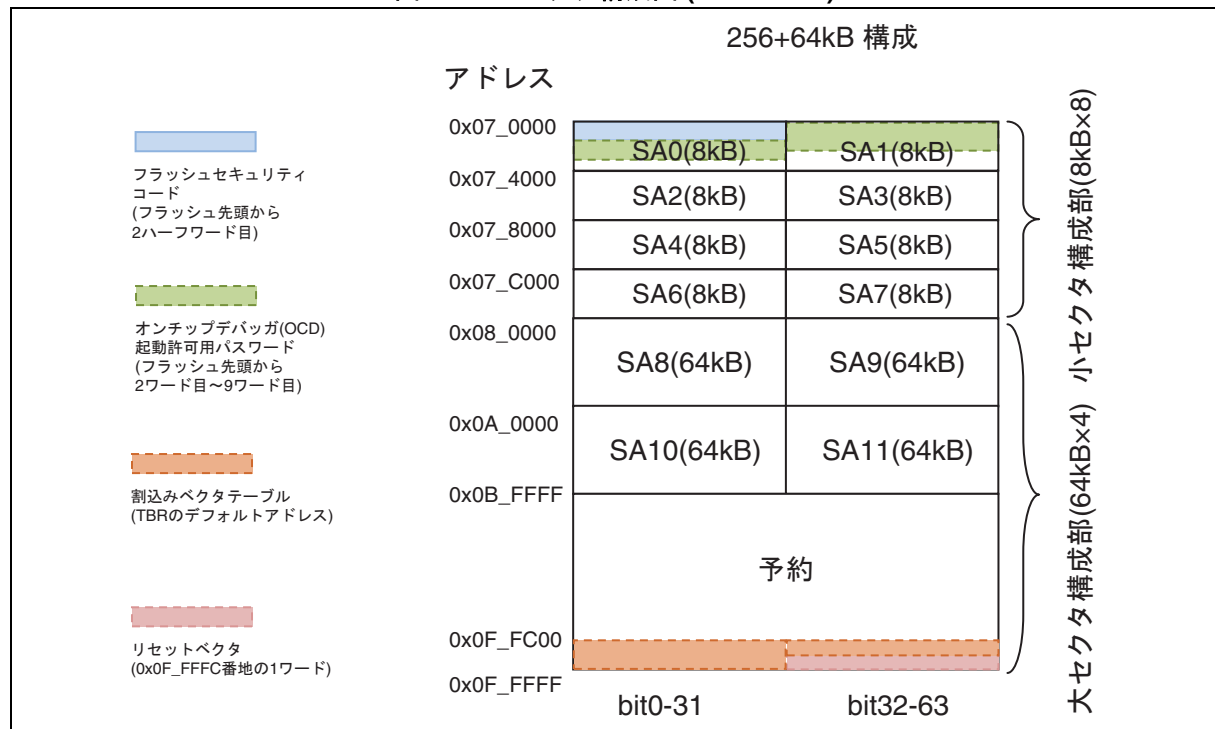 256+64kB 構成
アドレス
フラッシュセキュリティ
コード
(フラッシュ先頭から
2ハーフワード目)
オンチップデバッガ(OCD)
起動許可用パスワード
(フラッシュ先頭から
2ワード目～9ワード目)
割込みベクタテーブル
(TBRのデフォルトアドレス)
リセットベクタ
(0x0F_FFFC番地の1ワード)
0x07_0000
SA0(8kB) SA1(8kB)
0x07_4000
SA2(8kB) SA3(8kB)
0x07_8000
SA4(8kB) SA5(8kB)
0x07_C000
SA6(8kB) SA7(8kB)
0x08_0000
SA8(64kB) SA9(64kB)
0x0A_0000
SA10(64kB) SA11(64kB)
0x0B_FFFF
予約
0x0F_FC00
0x0F_FFFF
bit0-31 bit32-63
小セクタ構成部(8kB×8)
大セクタ構成部(64kB×4)